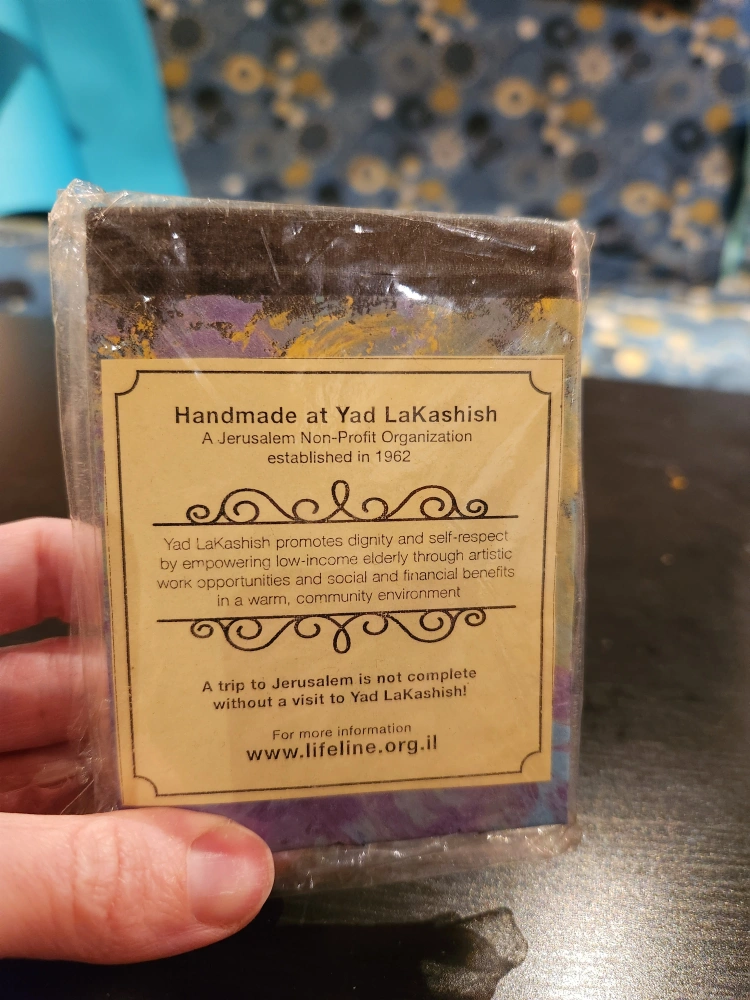 Handmade at Yad LaKashish
A Jerusalem Non-Profit Organization
established in 1962
Yad LaKashish promotes dignity and self-respect
by empowering low-income elderly through artistic
work opportunities and social and financial benefits
in a warm, community environment
A trip to Jerusalem is not complete
without a visit to Yad LaKashish!
For more information
www.lifeline.org.il